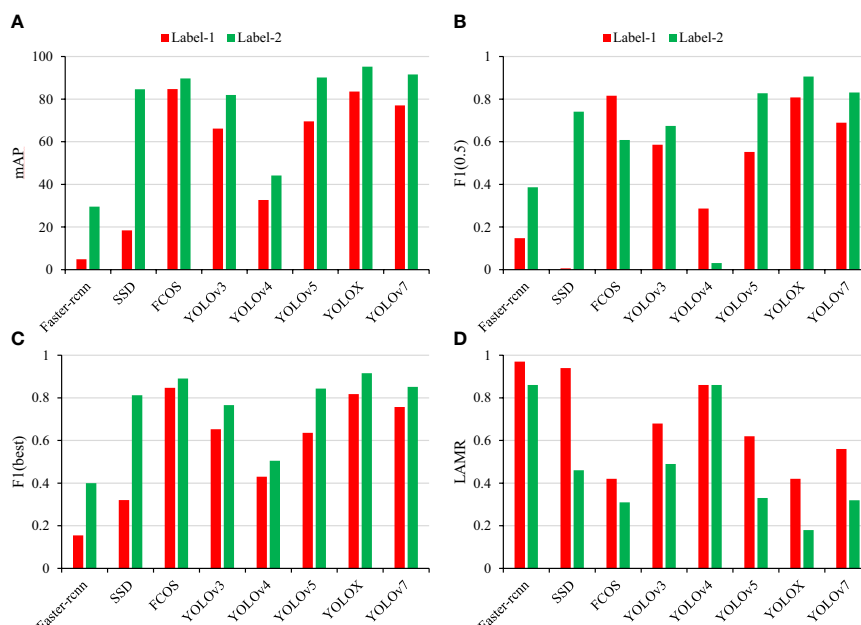 A
Label-1 Label-2
100
80
60
40
20
0
mAP
Faster-rcnn
SSD
FCOS
YOLOv3
YOLOv4
YOLOv5
YOLOX
YOLOv7
B
Label-1 Label-2
1
0.8
0.6
0.4
0.2
0
F1(0.5)
Faster-rcnn
SSD
FCOS
YOLOv3
YOLOv4
YOLOv5
YOLOX
YOLOv7
C
1
0.8
0.6
0.4
0.2
0
F1(best)
Faster-rcnn
SSD
FCOS
YOLOv3
YOLOv4
YOLOv5
YOLOX
YOLOv7
D
1
0.8
0.6
0.4
0.2
0
LAMR
Faster-rcnn
SSD
FCOS
YOLOv3
YOLOv4
YOLOv5
YOLOX
YOLOv7